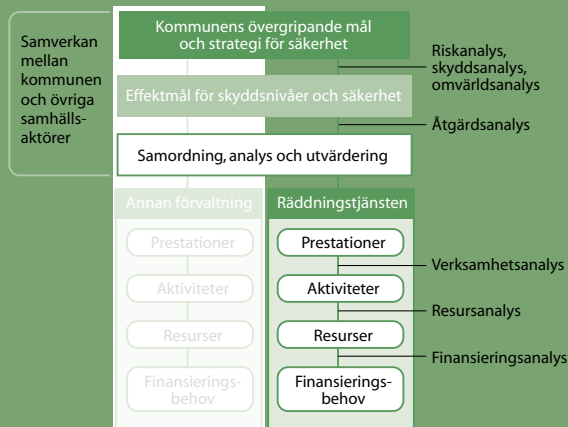 Samverkan
mellan
kommunen
och övriga
samhälls-
aktörer
Kommunens övergripande mål
och strategi för säkerhet
Effektmål för skyddsnivåer och säkerhet
Samordning, analys och utvärdering
Riskanalys,
skyddsanalys,
omvärldsanalys
Åtgärdsanalys
Annan förvaltning
Prestationer
Aktiviteter
Resurser
Finansierings-
behov
Räddningstjänsten
Prestationer
Aktiviteter
Resurser
Finansierings-
behov
Verksamhetsanalys
Resursanalys
Finansieringsanalys